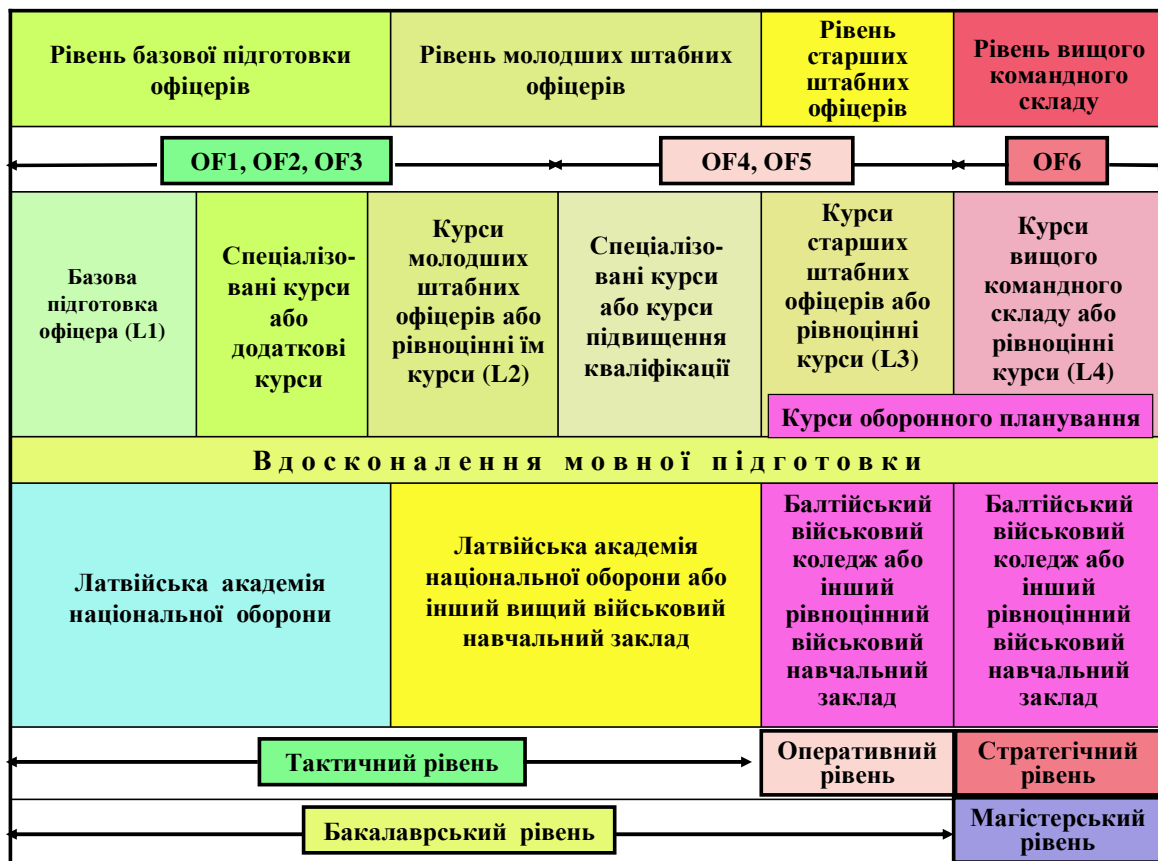 Рівень базової підготовки
офіцерів
Рівень молодших штабних
офіцерів
Рівень
старших
штабних
офіцерів
Рівень вищого
командного
складу
OF1, OF2, OF3
OF4, OF5
OF6
Базова
підготовка
офіцера (L1)
Спеціалізо-
вані курси
або
додаткові
курси
Курси
молодших
штабних
офіцерів або
рівноцінні їм
курси (L2)
Спеціалізо-
вані курси
або курси
підвищення
кваліфікації
Курси
старших
штабних
офіцерів або
рівноцінні
курси (L3)
Курси
вищого
командного
складу або
рівноцінні
курси (L4)
Курси оборонного планування
Вдосконалення мовної підготовки
Латвійська академія
національної оборони
Латвійська академія
національної оборони або
інший вищий військовий
навчальний заклад
Балтійський
військовий
коледж або
інший
рівноцінний
військовий
навчальний
заклад
Балтійський
військовий
коледж або
інший
рівноцінний
військовий
навчальний
заклад
Тактичний рівень
Оперативний
рівень
Стратегічний
рівень
Бакалаврський рівень
Магістерський
рівень